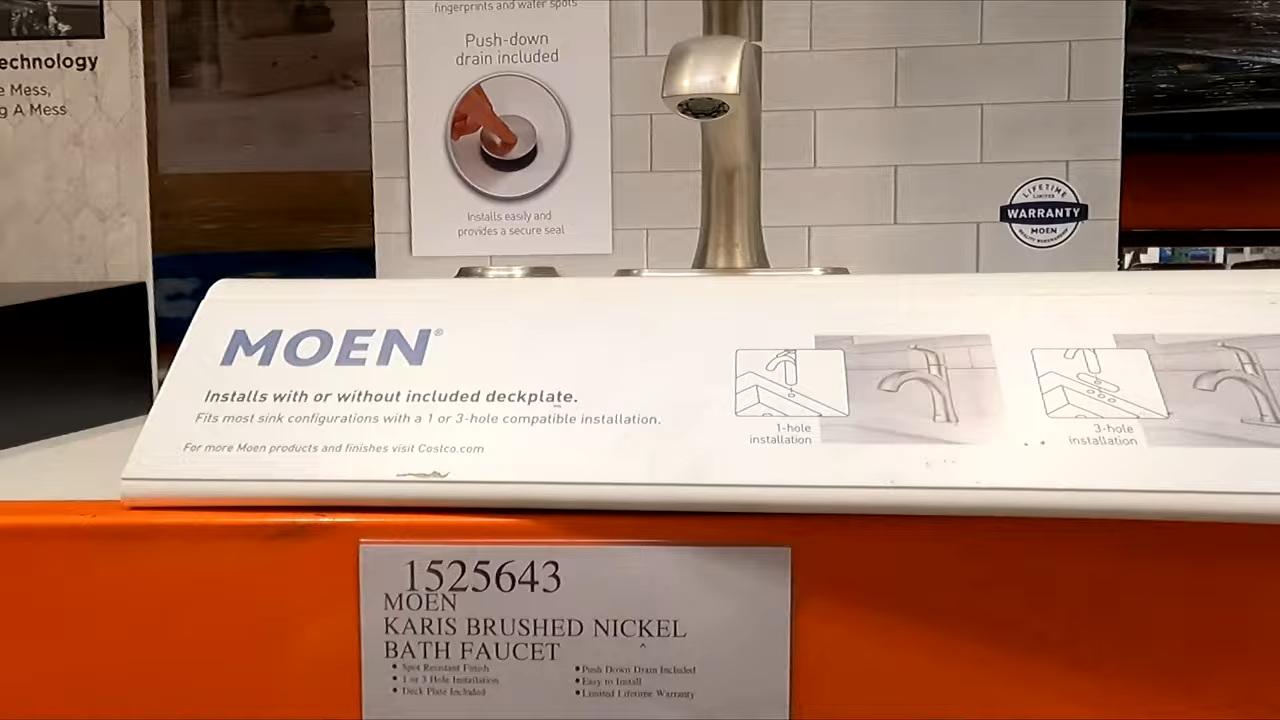 echnology
e Mess,
g A Mess
fingerprints and water spots
Push-down
drain included
Installs easily and
provides a secure seal
LIFETIME
LIMITED
WARRANTY
MOEN
MOEN®
Installs with or without included deckplate.
Fits most sink configurations with a 1 or 3-hole compatible installation.
For more Moen products and finishes visit Costco.com
1-hole
installation
3-hole
installation
1525643
MOEN
KARIS BRUSHED NICKEL
BATH FAUCET
• Spot Resistant Finish
• 1 or 3 Hole Installation
• Deck Plate Included
• Push Down Drain Included
• Easy to Install
• Limited Lifetime Warranty